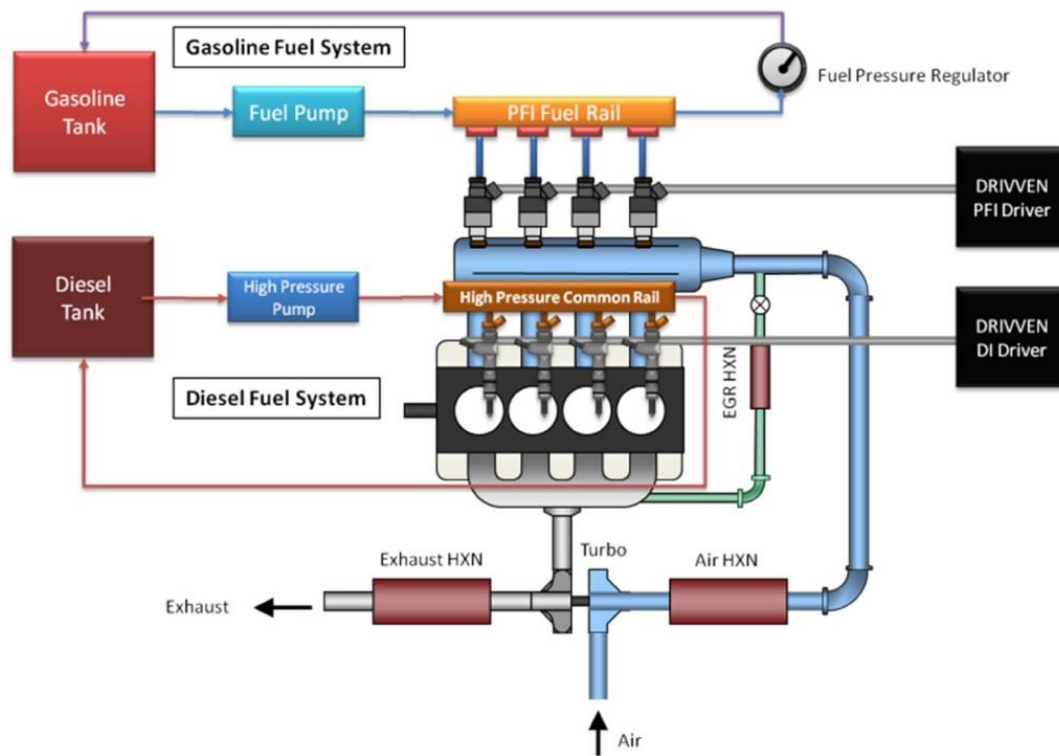 Gasoline Fuel System
Gasoline
Tank
Fuel Pump
PFI Fuel Rail
Fuel Pressure Regulator
DRIVVEN
PFI Driver
Diesel
Tank
High Pressure
Pump
High Pressure Common Rail
DRIVVEN
DI Driver
Diesel Fuel System
EGR HXN
Exhaust HXN
Turbo
Air HXN
Exhaust
Air